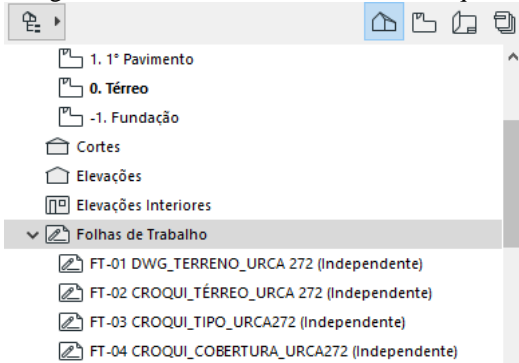 1. 1° Pavimento
0. Térreo
-1. Fundação
Cortes
Elevações
Elevações Interiores
Folhas de Trabalho
FT-01 DWG_TERRENO_URCA 272 (Independente)
FT-02 CROQUI_TÉRREO_URCA 272 (Independente)
FT-03 CROQUI_TIPO_URCA272 (Independente)
FT-04 CROQUI_COBERTURA_URCA272 (Independente)